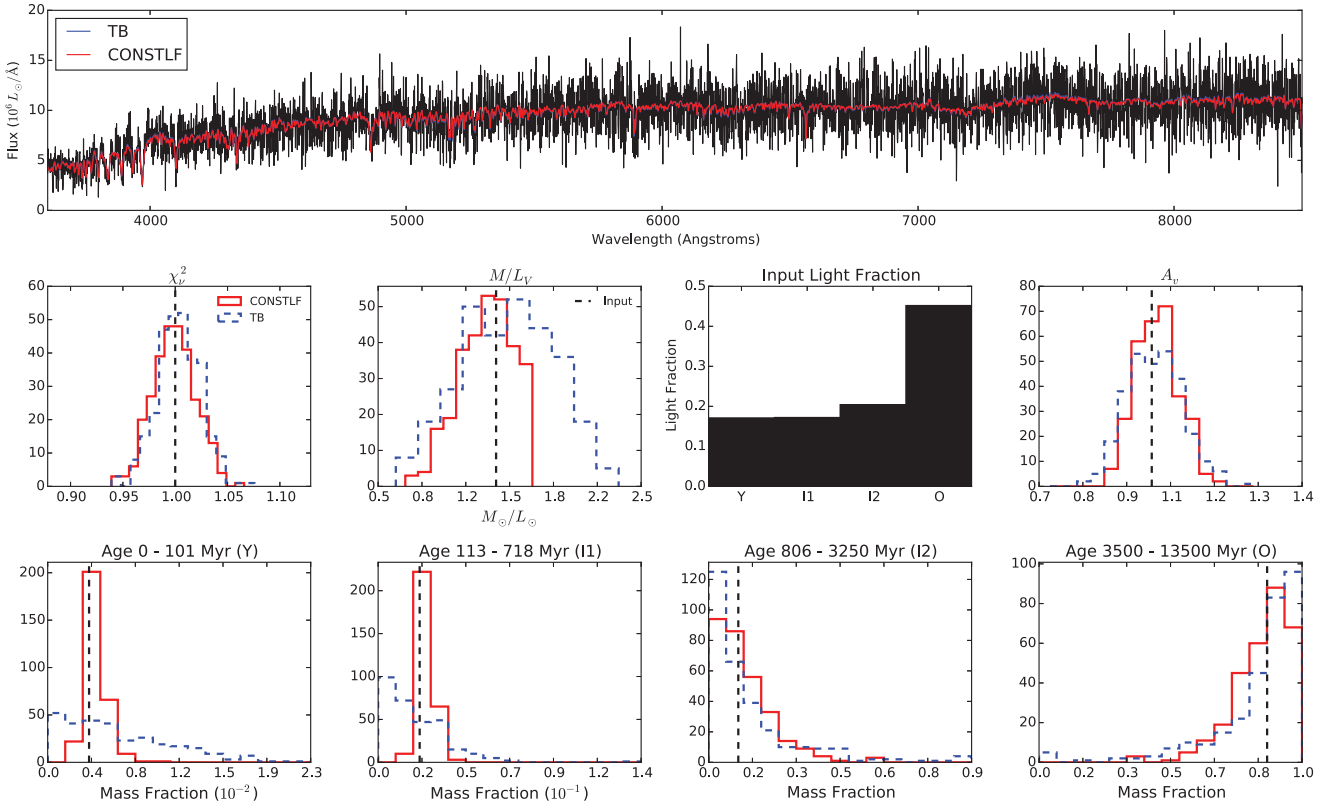 TB
CONSTLF
20
15
10
5
0
Flux (10⁶ L⊙/Å)
4000 5000 6000 7000 8000
Wavelength (Angstroms)
χ²ᵥ
CONSTLF
TB
60
50
40
30
20
10
0
0.90 0.95 1.00 1.05 1.10
M/L_V
Input
50
40
30
20
10
0
0.5 0.8 1.2 1.5 1.8 2.2 2.5
M⊙/L⊙
Input Light Fraction
Light Fraction
0.5
0.4
0.3
0.2
0.1
0.0
Y I1 I2 O
A_v
80
70
60
50
40
30
20
10
0
0.7 0.8 0.9 1.0 1.1 1.2 1.3 1.4
Age 0 - 101 Myr (Y)
200
150
100
50
0
0.0 0.4 0.8 1.2 1.5 1.9 2.3
Mass Fraction (10⁻²)
Age 113 - 718 Myr (I1)
200
150
100
50
0
0.0 0.2 0.5 0.7 0.9 1.1 1.4
Mass Fraction (10⁻¹)
Age 806 - 3250 Myr (I2)
120
100
80
60
40
20
0
0.0 0.2 0.3 0.5 0.6 0.8 0.9
Mass Fraction
Age 3500 - 13500 Myr (O)
100
80
60
40
20
0
0.0 0.2 0.3 0.5 0.7 0.8 1.0
Mass Fraction